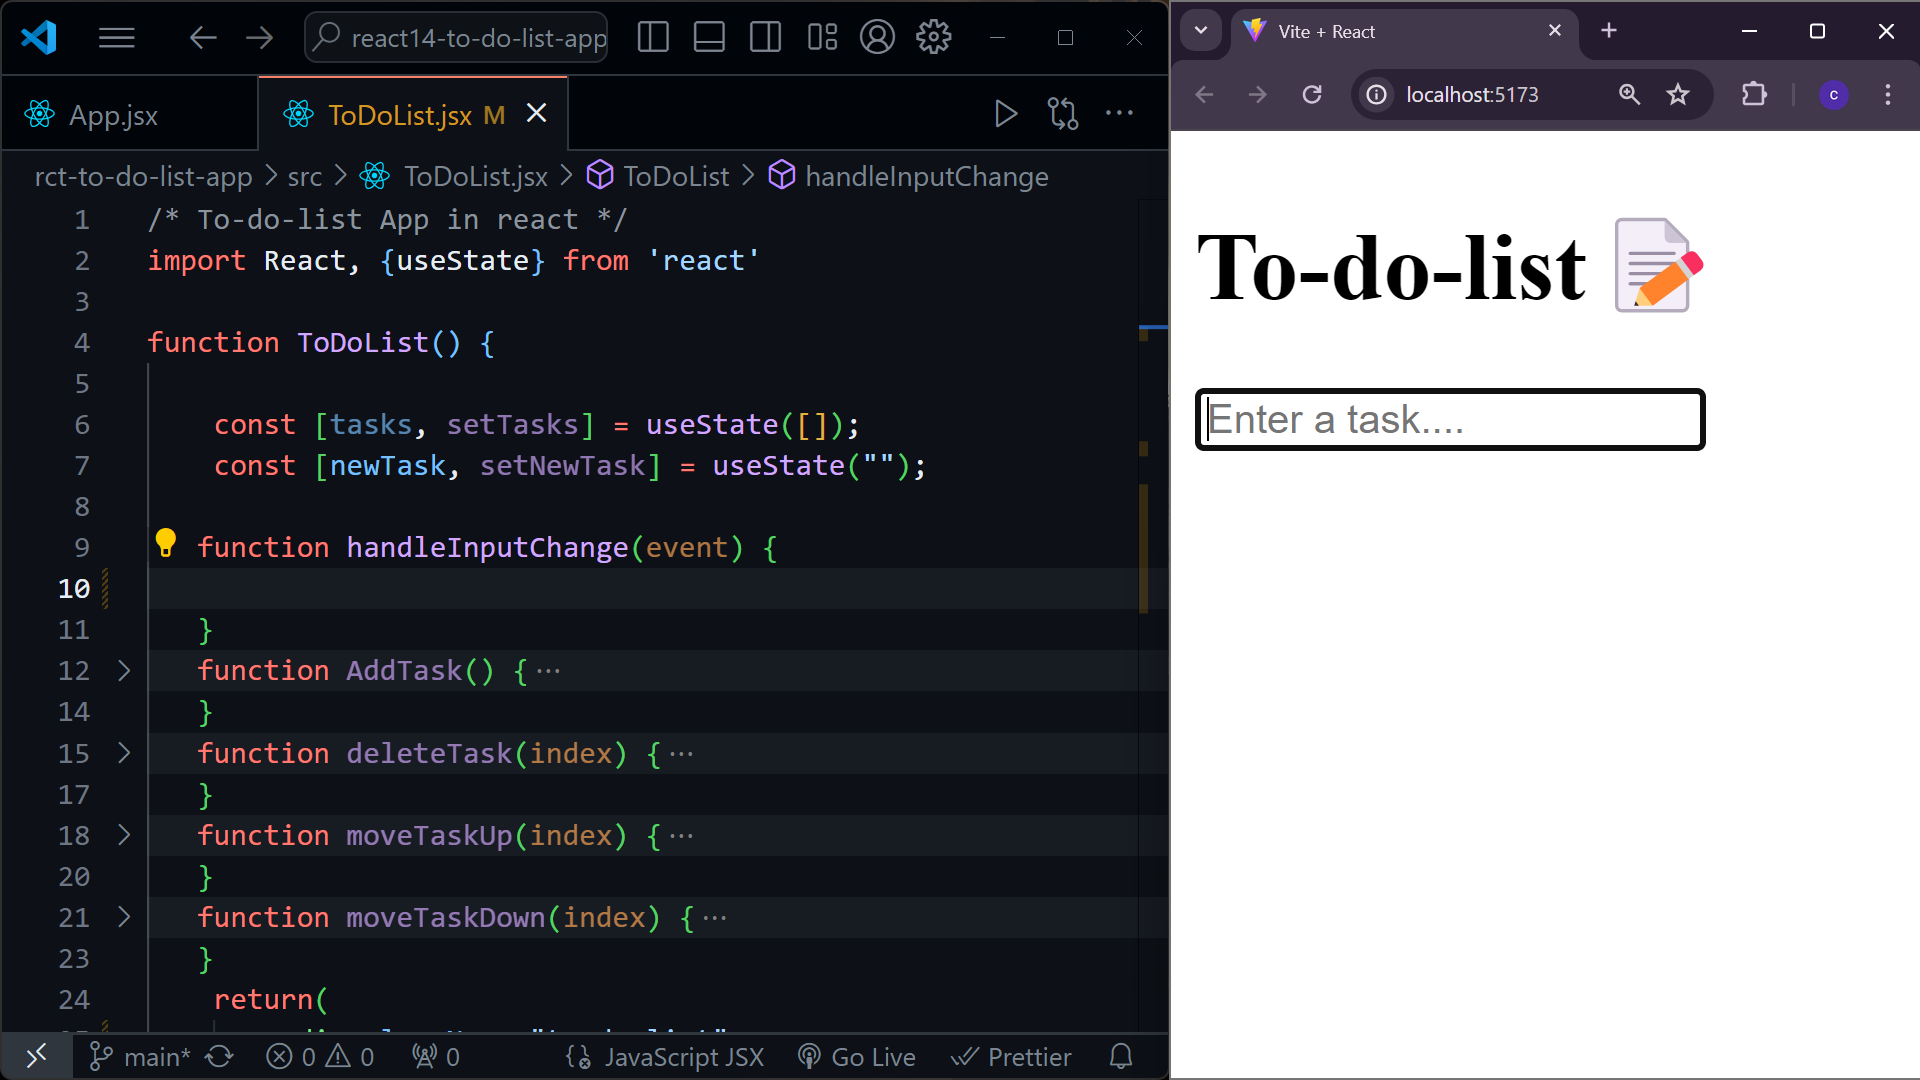 react14-to-do-list-app
App.jsx
ToDoList.jsx M
rct-to-do-list-app > src > ToDoList.jsx > ToDoList > handleInputChange
1 /* To-do-list App in react */
2 import React, {useState} from 'react'
3
4 function ToDoList() {
5
6 const [tasks, setTasks] = useState([]);
7 const [newTask, setNewTask] = useState("");
8
9 function handleInputChange(event) {
10
11 }
12 function AddTask() { ···
14 }
15 function deleteTask(index) { ···
17 }
18 function moveTaskUp(index) { ···
20 }
21 function moveTaskDown(index) { ···
23 }
24 return(
main* 0 0 0 JavaScript JSX Go Live Prettier
Vite + React
localhost:5173
c
To-do-list
Enter a task....